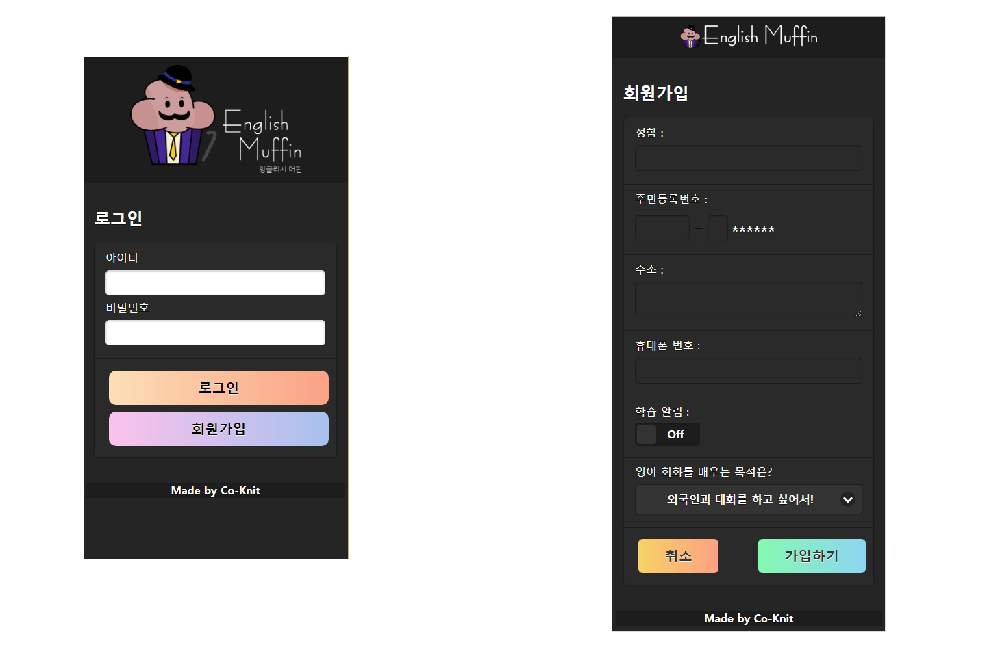 English
Muffin
잉글리시 머핀
로그인
아이디
비밀번호
로그인
회원가입
Made by Co-Knit
English Muffin
회원가입
성함 :
주민등록번호 :
— ******
주소 :
휴대폰 번호 :
학습 알림 :
Off
영어 회화를 배우는 목적은?
외국인과 대화를 하고 싶어서!
취소
가입하기
Made by Co-Knit